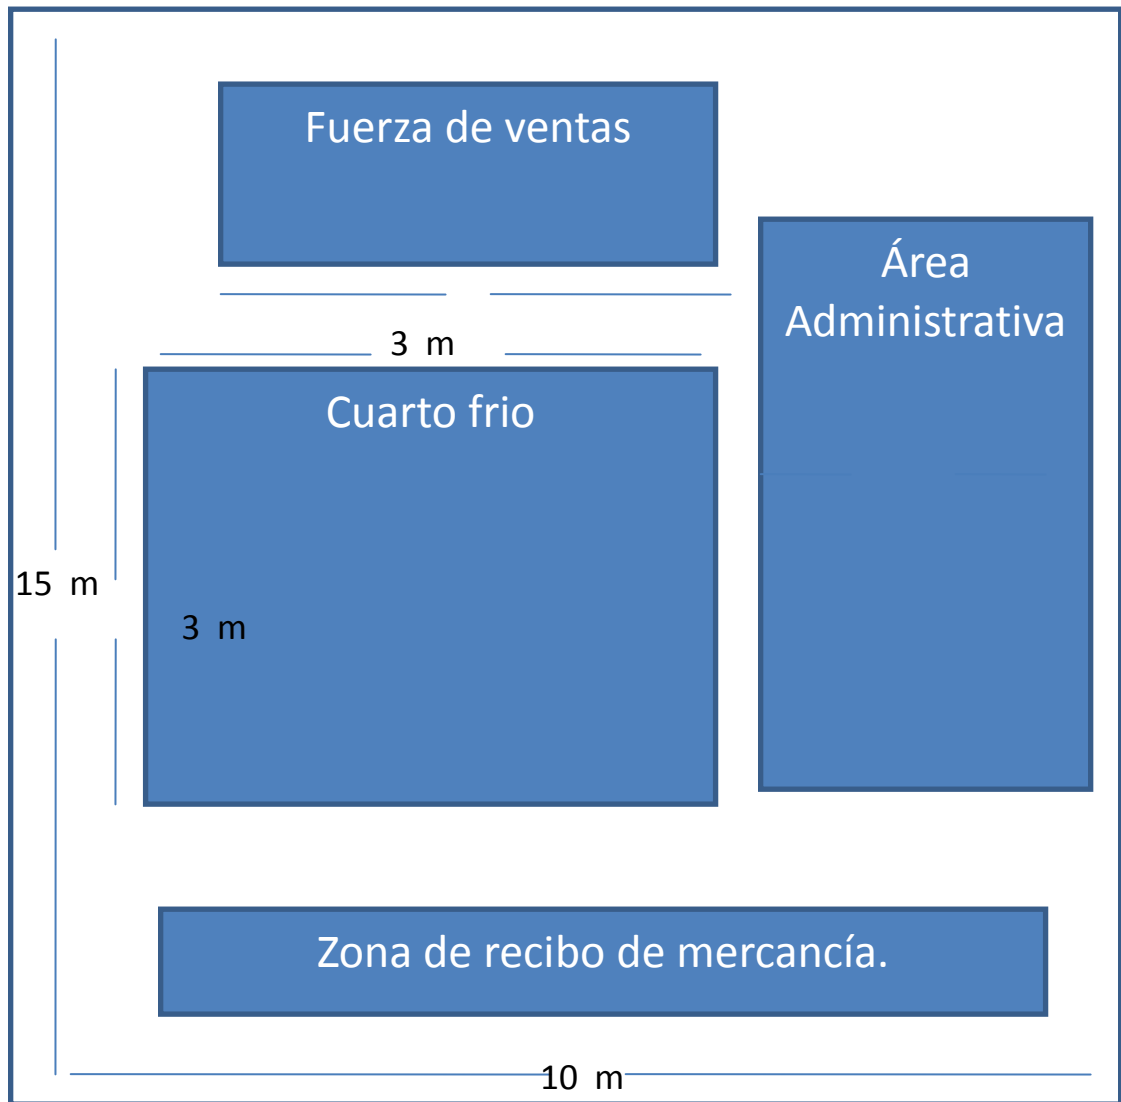 Fuerza de ventas
Área
Administrativa
3 m
Cuarto frio
15 m
3 m
Zona de recibo de mercancía.
10 m